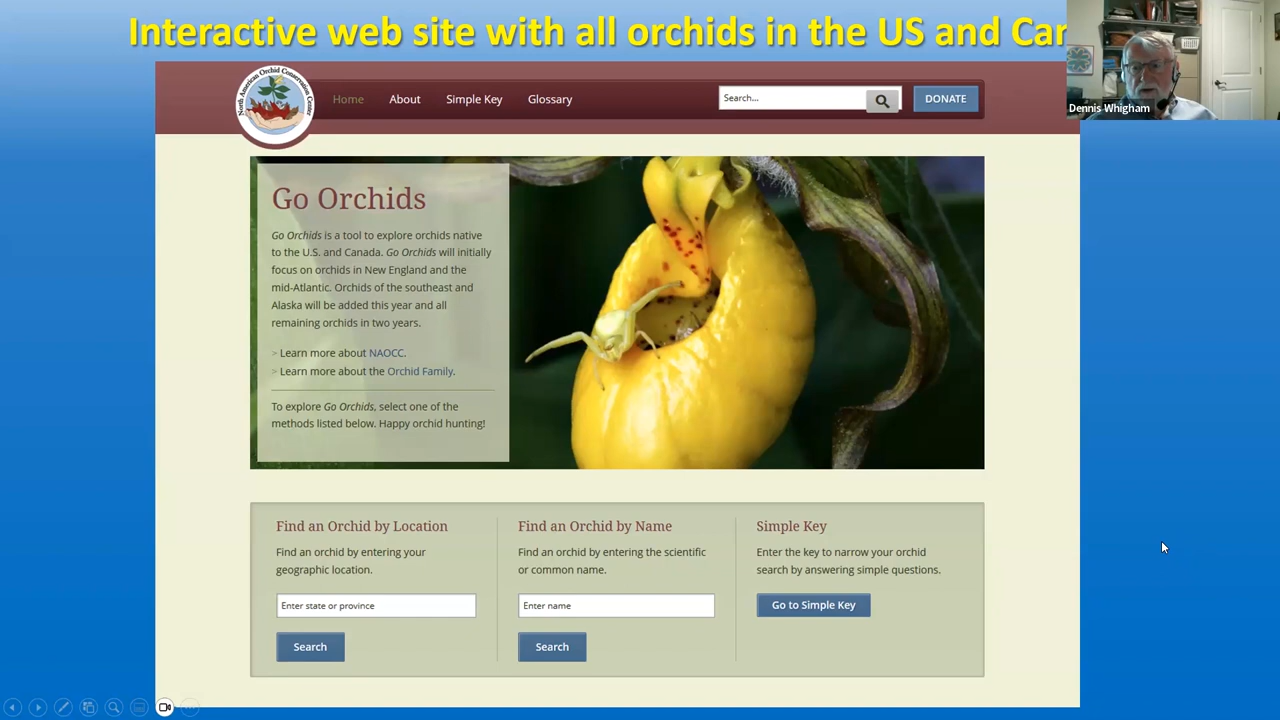 Interactive web site with all orchids in the US and Ca
Dennis Whigham
North American Orchid Conservation Center
Home About Simple Key Glossary
Search...
DONATE
Go Orchids
Go Orchids is a tool to explore orchids native
to the U.S. and Canada. Go Orchids will initially
focus on orchids in New England and the
mid-Atlantic. Orchids of the southeast and
Alaska will be added this year and all
remaining orchids in two years.
> Learn more about NAOCC.
> Learn more about the Orchid Family.
To explore Go Orchids, select one of the
methods listed below. Happy orchid hunting!
Find an Orchid by Location
Find an orchid by entering your
geographic location.
Enter state or province
Search
Find an Orchid by Name
Find an orchid by entering the scientific
or common name.
Enter name
Search
Simple Key
Enter the key to narrow your orchid
search by answering simple questions.
Go to Simple Key